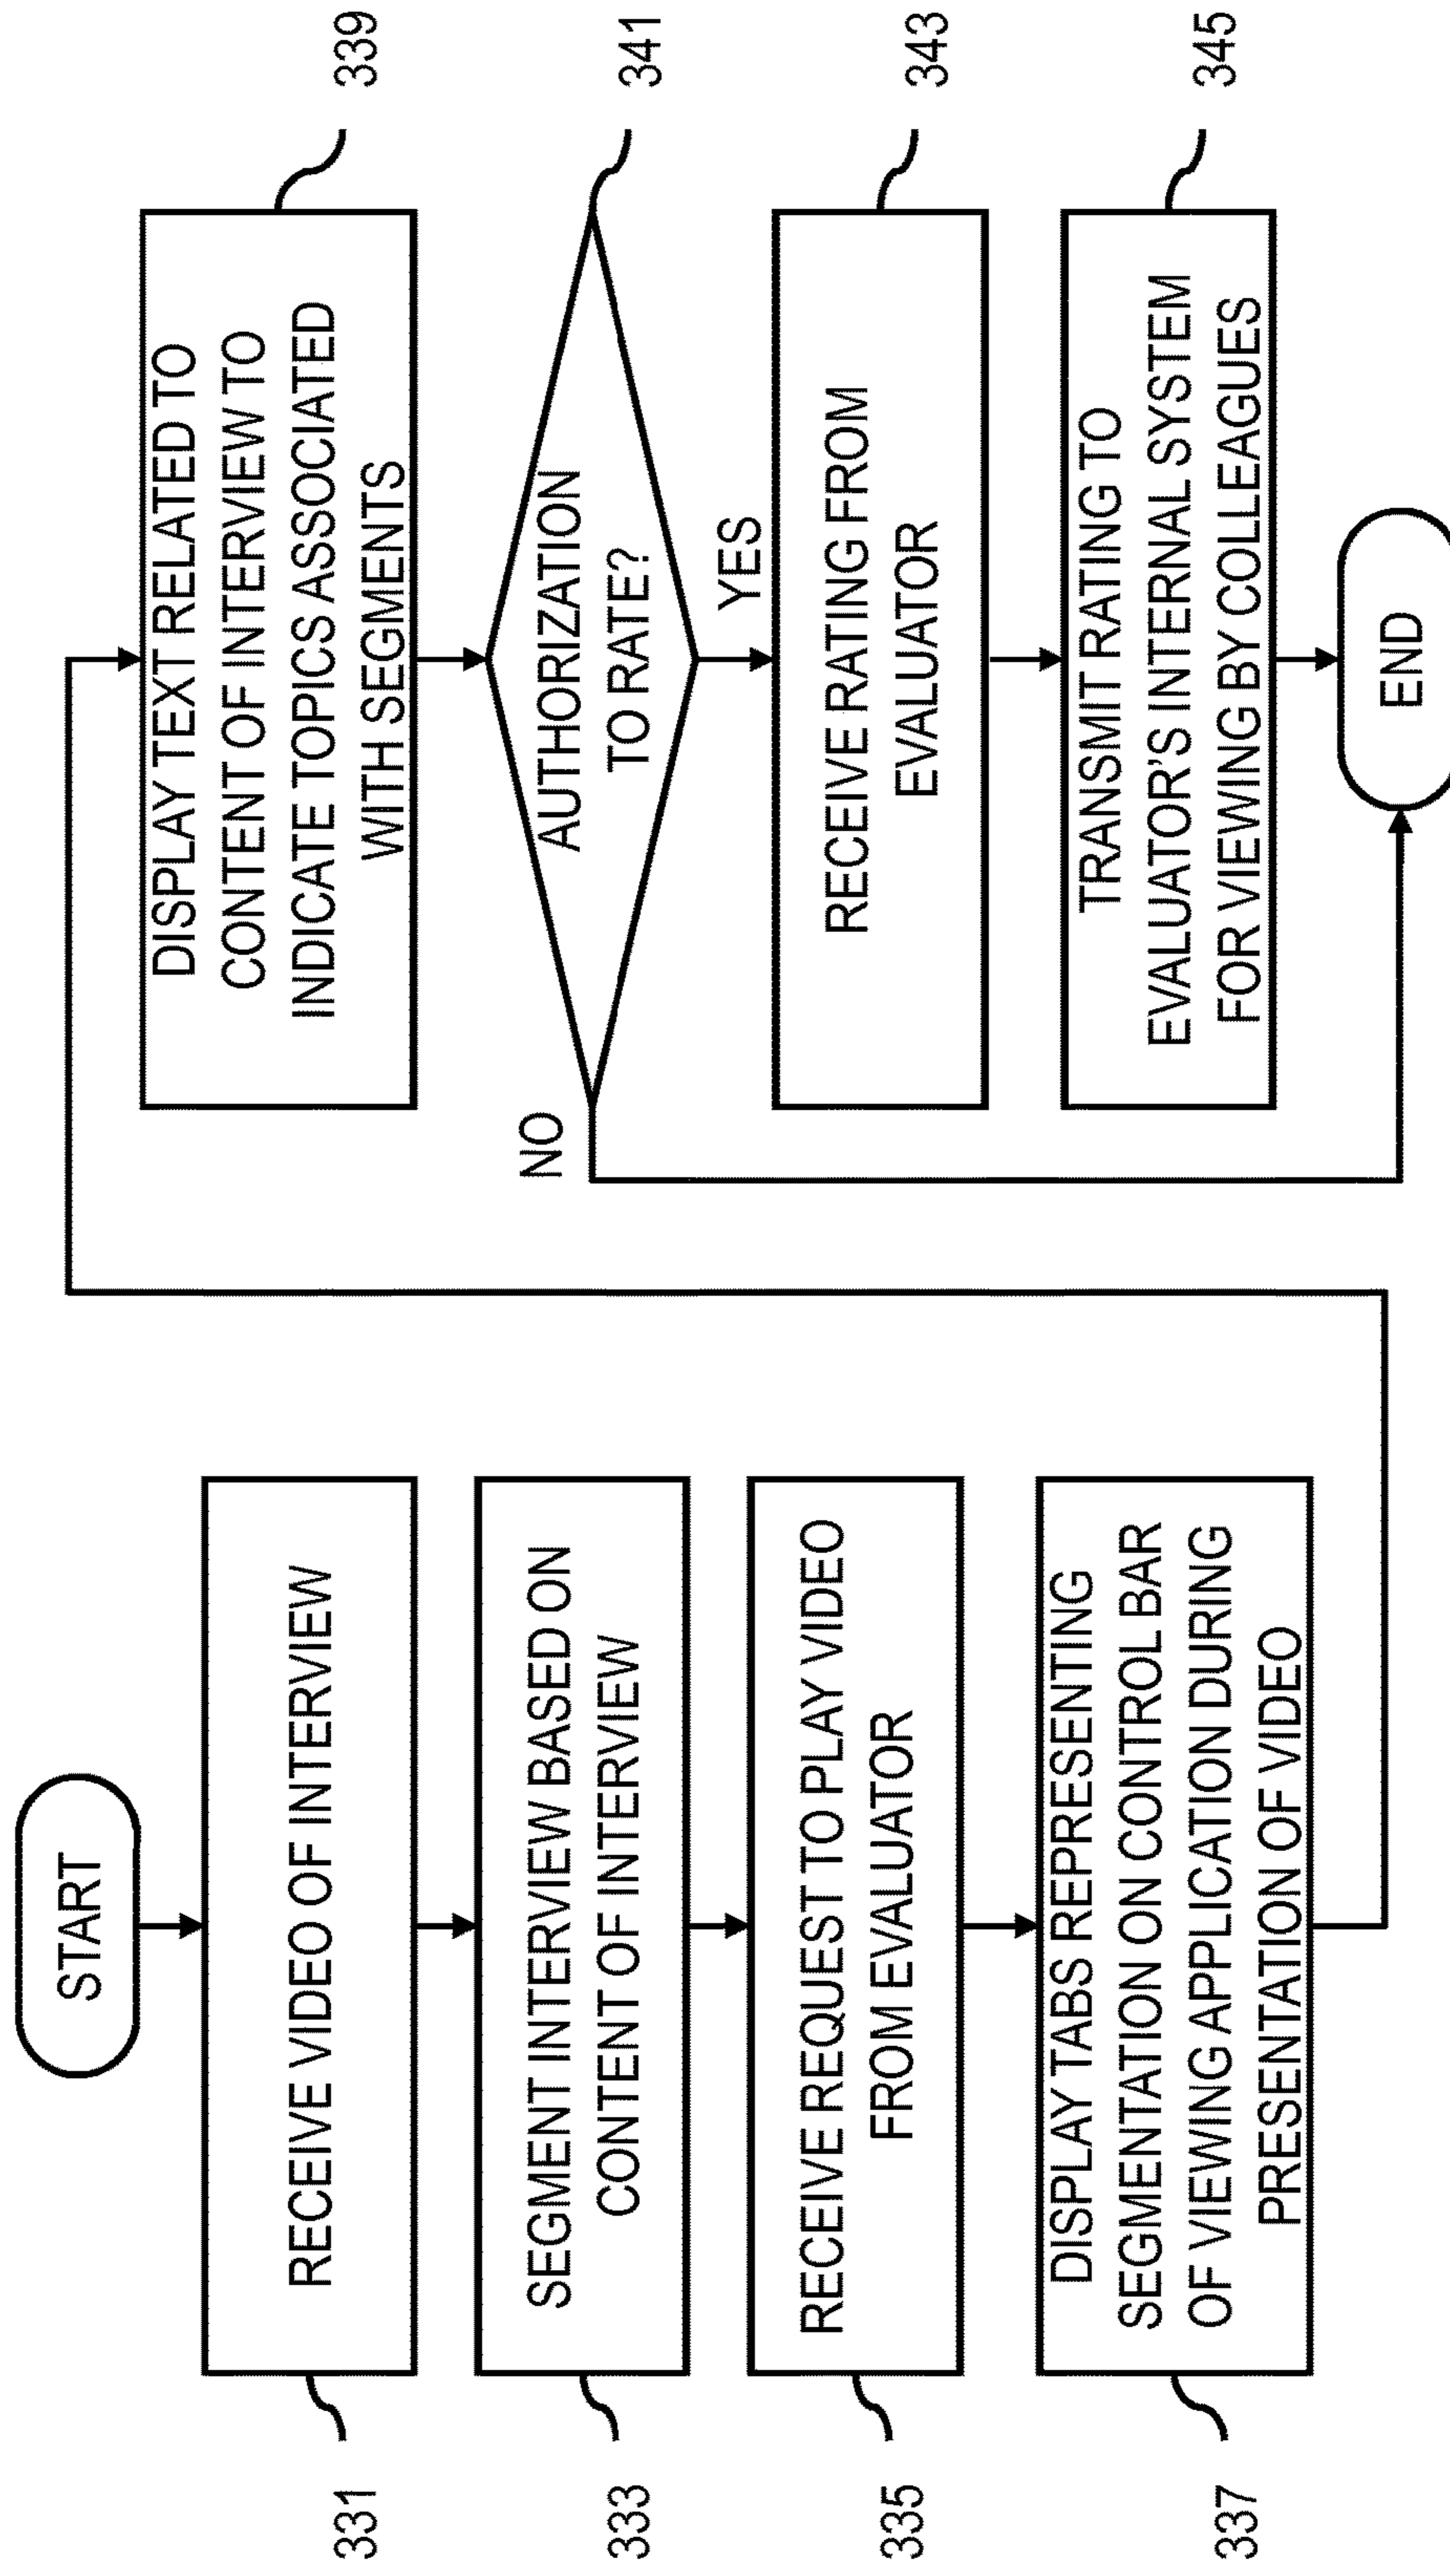 START
RECEIVE VIDEO OF INTERVIEW
331
SEGMENT INTERVIEW BASED ON
CONTENT OF INTERVIEW
333
RECEIVE REQUEST TO PLAY VIDEO
FROM EVALUATOR
335
DISPLAY TABS REPRESENTING
SEGMENTATION ON CONTROL BAR
OF VIEWING APPLICATION DURING
PRESENTATION OF VIDEO
337
DISPLAY TEXT RELATED TO
CONTENT OF INTERVIEW TO
INDICATE TOPICS ASSOCIATED
WITH SEGMENTS
339
AUTHORIZATION
TO RATE?
341
NO
YES
RECEIVE RATING FROM
EVALUATOR
343
TRANSMIT RATING TO
EVALUATOR'S INTERNAL SYSTEM
FOR VIEWING BY COLLEAGUES
345
END